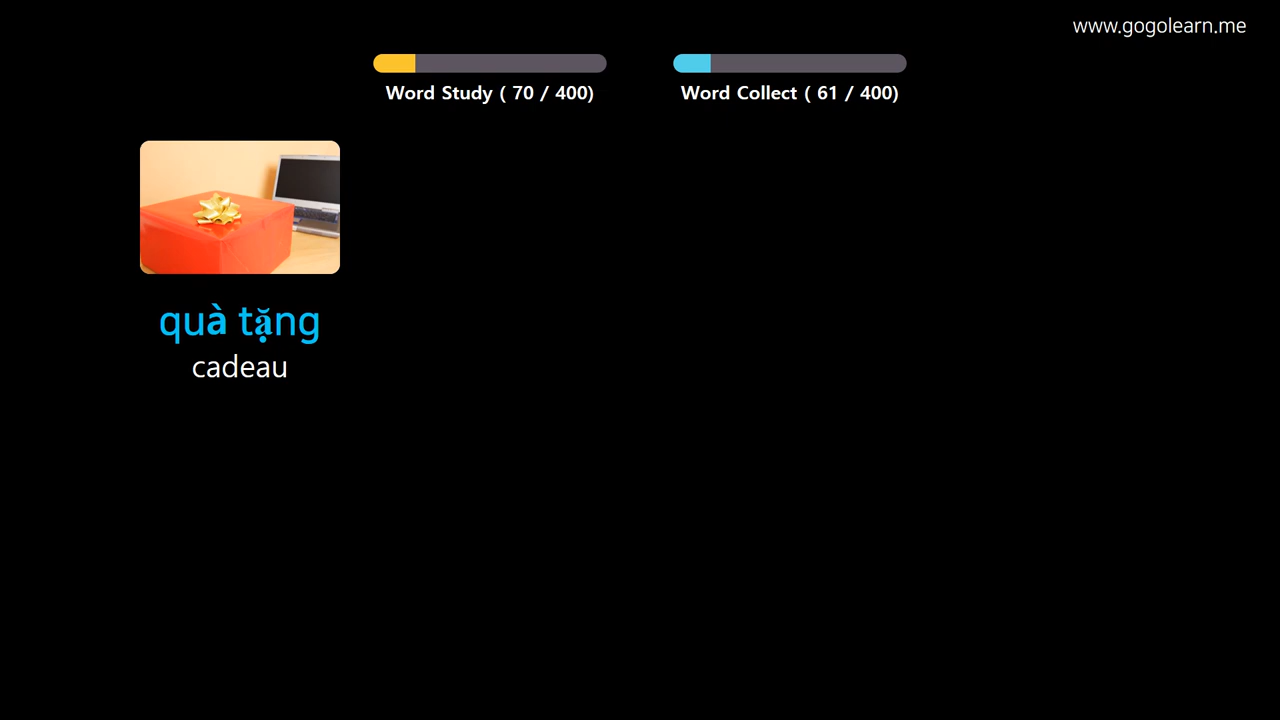 www.gogolearn.me
Word Study ( 70 / 400)
Word Collect ( 61 / 400)
quà tặng
cadeau